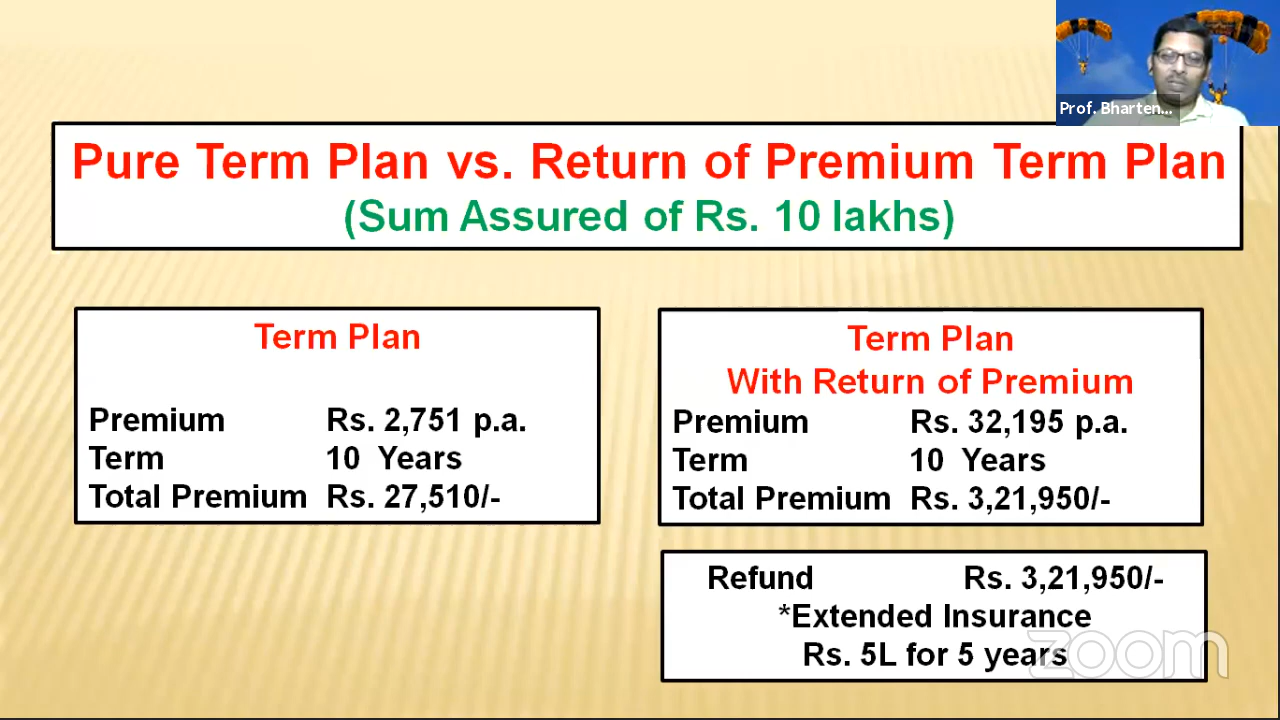 Prof. Bharten...
Pure Term Plan vs. Return of Premium Term Plan
(Sum Assured of Rs. 10 lakhs)
Term Plan
Premium Rs. 2,751 p.a.
Term 10 Years
Total Premium Rs. 27,510/-
Term Plan
With Return of Premium
Premium Rs. 32,195 p.a.
Term 10 Years
Total Premium Rs. 3,21,950/-
Refund Rs. 3,21,950/-
*Extended Insurance
Rs. 5L for 5 years
zoom